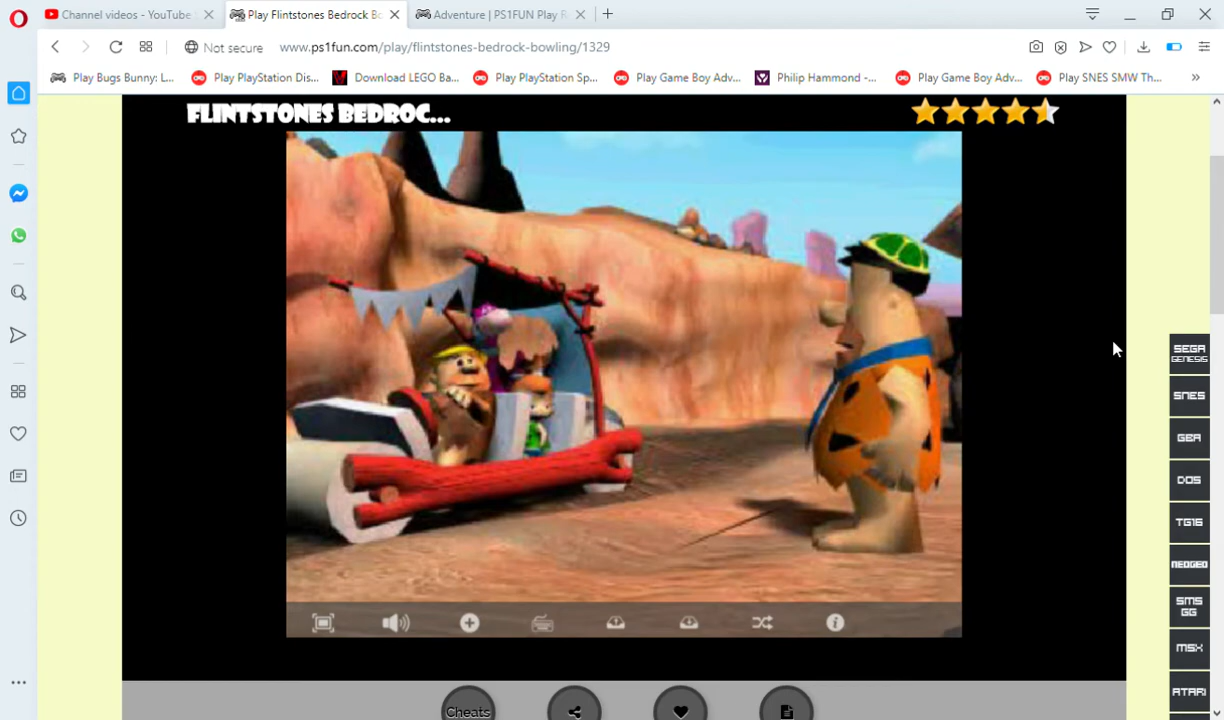 Channel videos - YouTube
Play Flintstones Bedrock Bo
Adventure | PS1FUN Play R
Not secure
www.ps1fun.com/play/flintstones-bedrock-bowling/1329
Play Bugs Bunny: L...
Play PlayStation Dis...
Download LEGO Ba...
Play PlayStation Sp...
Play Game Boy Adv...
Philip Hammond -...
Play Game Boy Adv...
Play SNES SMW Th...
FLINTSTONES BEDROC...
SEGA
GENESIS
SNES
GBA
DOS
TG16
NEOGEO
SMS
GG
MSX
ATARI
Cheats